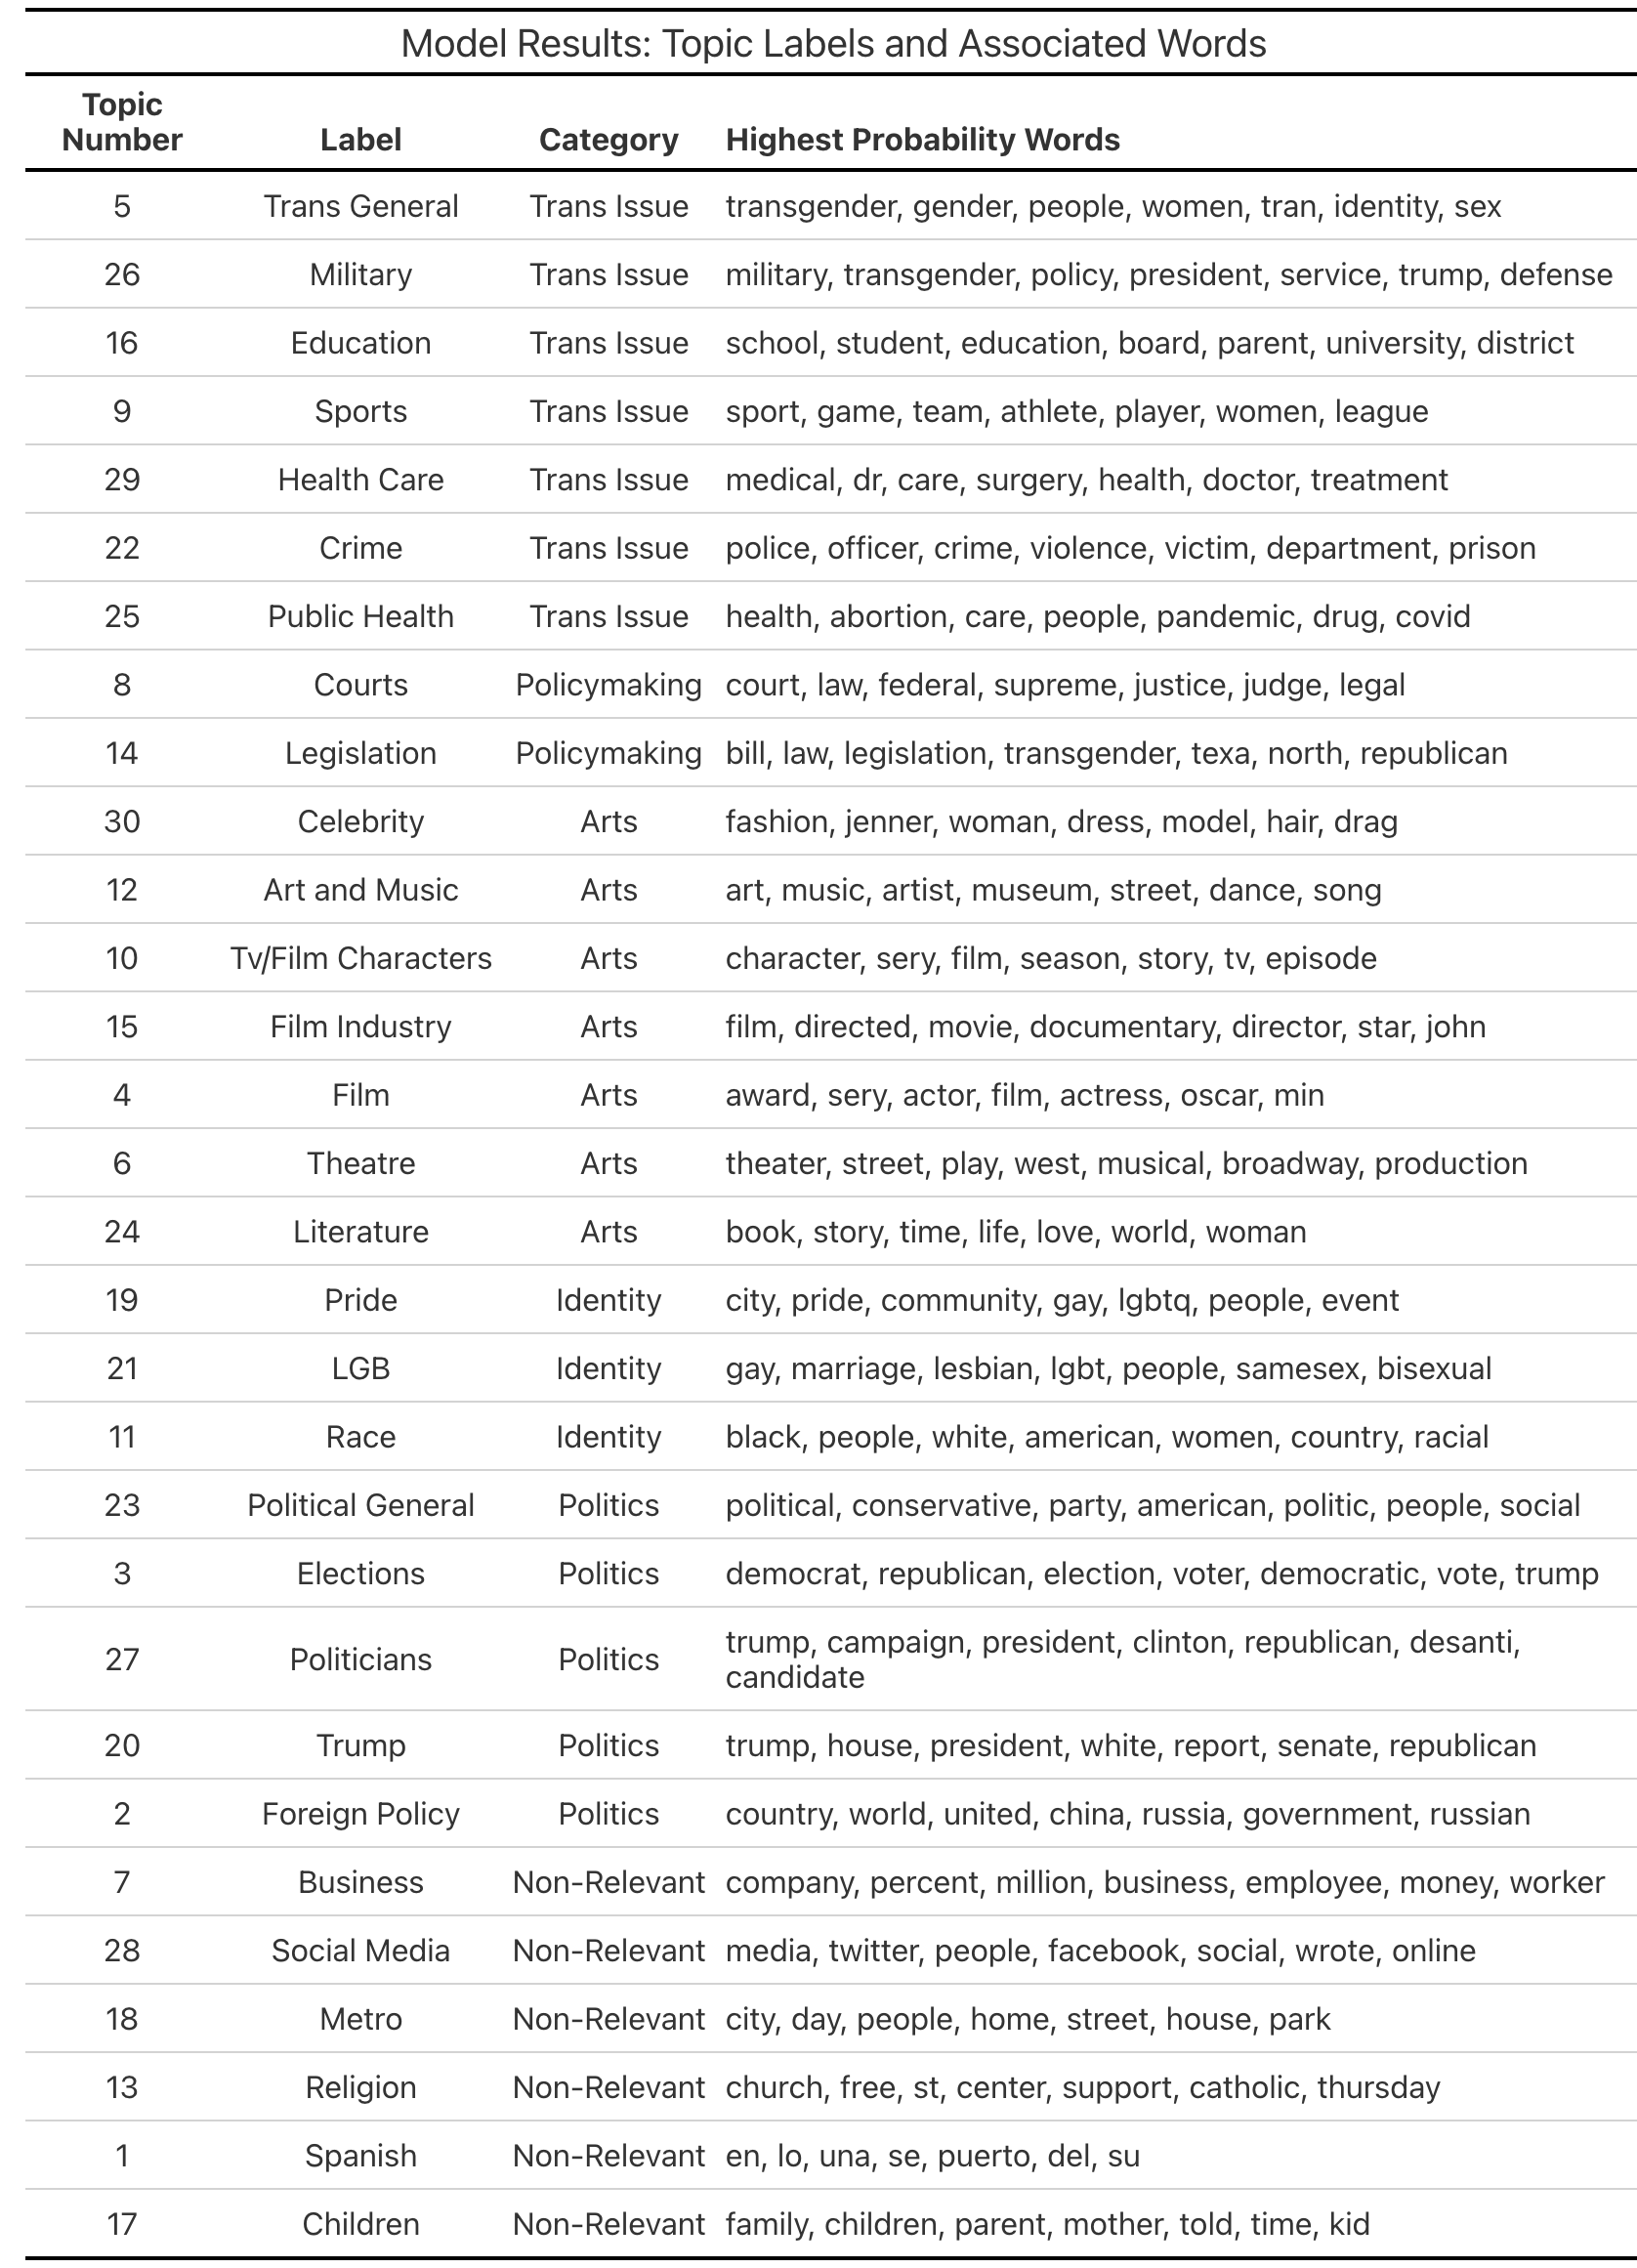 Model Results: Topic Labels and Associated Words
Topic Number Label Category Highest Probability Words
5 Trans General Trans Issue transgender, gender, people, women, tran, identity, sex
26 Military Trans Issue military, transgender, policy, president, service, trump, defense
16 Education Trans Issue school, student, education, board, parent, university, district
9 Sports Trans Issue sport, game, team, athlete, player, women, league
29 Health Care Trans Issue medical, dr, care, surgery, health, doctor, treatment
22 Crime Trans Issue police, officer, crime, violence, victim, department, prison
25 Public Health Trans Issue health, abortion, care, people, pandemic, drug, covid
8 Courts Policymaking court, law, federal, supreme, justice, judge, legal
14 Legislation Policymaking bill, law, legislation, transgender, texa, north, republican
30 Celebrity Arts fashion, jenner, woman, dress, model, hair, drag
12 Art and Music Arts art, music, artist, museum, street, dance, song
10 Tv/Film Characters Arts character, sery, film, season, story, tv, episode
15 Film Industry Arts film, directed, movie, documentary, director, star, john
4 Film Arts award, sery, actor, film, actress, oscar, min
6 Theatre Arts theater, street, play, west, musical, broadway, production
24 Literature Arts book, story, time, life, love, world, woman
19 Pride Identity city, pride, community, gay, lgbtq, people, event
21 LGB Identity gay, marriage, lesbian, lgbt, people, samesex, bisexual
11 Race Identity black, people, white, american, women, country, racial
23 Political General Politics political, conservative, party, american, politic, people, social
3 Elections Politics democrat, republican, election, voter, democratic, vote, trump
27 Politicians Politics trump, campaign, president, clinton, republican, desanti,
candidate
20 Trump Politics trump, house, president, white, report, senate, republican
2 Foreign Policy Politics country, world, united, china, russia, government, russian
7 Business Non-Relevant company, percent, million, business, employee, money, worker
28 Social Media Non-Relevant media, twitter, people, facebook, social, wrote, online
18 Metro Non-Relevant city, day, people, home, street, house, park
13 Religion Non-Relevant church, free, st, center, support, catholic, thursday
1 Spanish Non-Relevant en, lo, una, se, puerto, del, su
17 Children Non-Relevant family, children, parent, mother, told, time, kid